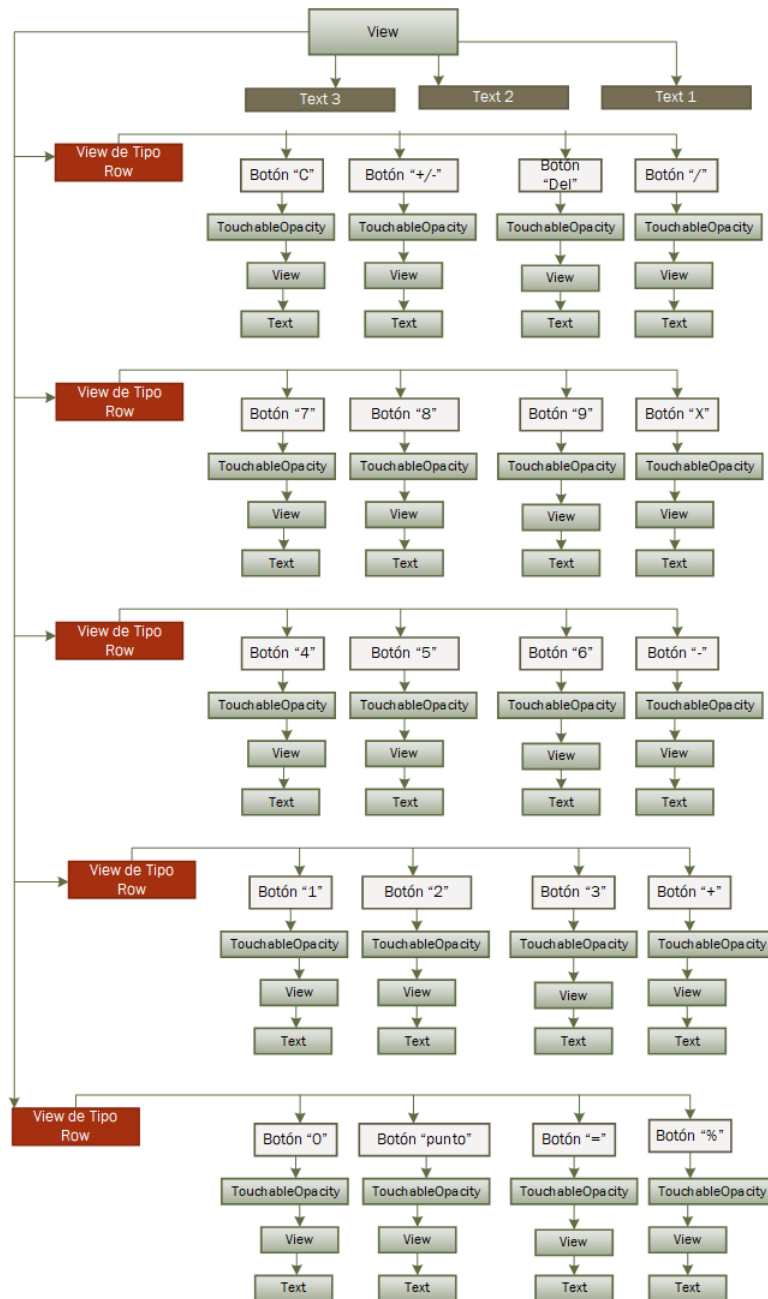 View
Text 3
Text 2
Text 1
View de Tipo
Row
Botón “C”
Botón “+/-”
Botón
“Del”
Botón “/”
TouchableOpacity
TouchableOpacity
TouchableOpacity
TouchableOpacity
View
View
View
View
Text
Text
Text
Text
View de Tipo
Row
Botón “7”
Botón “8”
Botón “9”
Botón “X”
TouchableOpacity
TouchableOpacity
TouchableOpacity
TouchableOpacity
View
View
View
View
Text
Text
Text
Text
View de Tipo
Row
Botón “4”
Botón “5”
Botón “6”
Botón “-”
TouchableOpacity
TouchableOpacity
TouchableOpacity
TouchableOpacity
View
View
View
View
Text
Text
Text
Text
View de Tipo
Row
Botón “1”
Botón “2”
Botón “3”
Botón “+”
TouchableOpacity
TouchableOpacity
TouchableOpacity
TouchableOpacity
View
View
View
View
Text
Text
Text
Text
View de Tipo
Row
Botón “0”
Botón “punto”
Botón “=”
Botón “%”
TouchableOpacity
TouchableOpacity
TouchableOpacity
TouchableOpacity
View
View
View
View
Text
Text
Text
Text